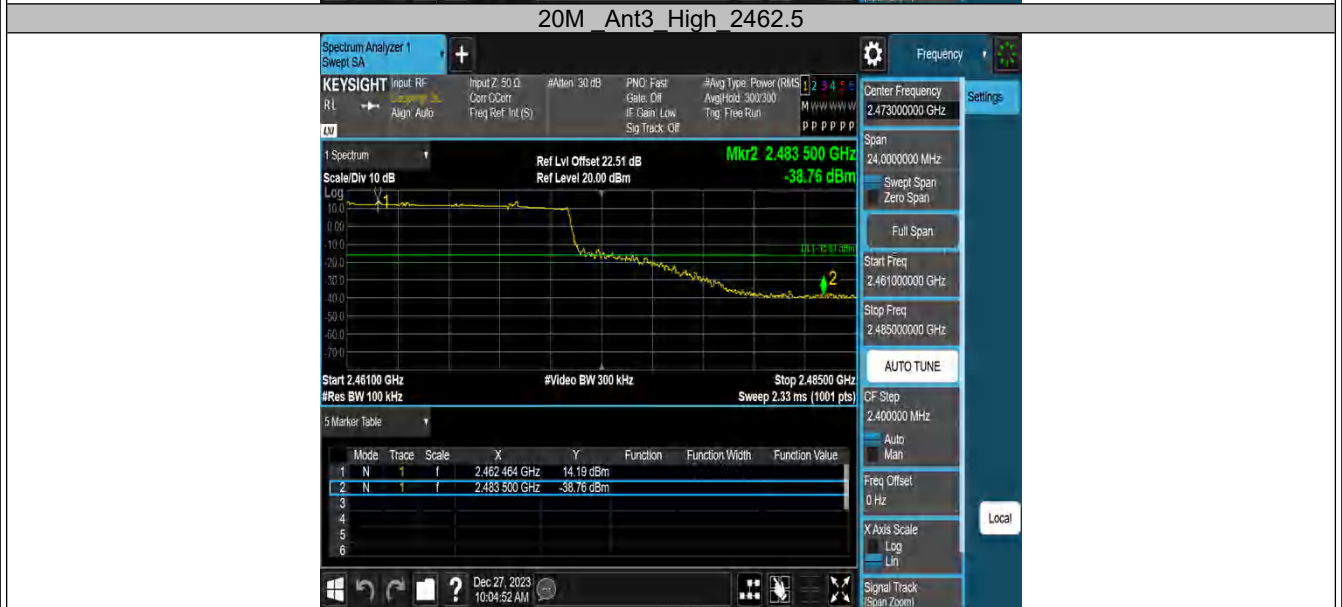 20M _Ant3_High_2462.5
Spectrum Analyzer 1
Swept SA
+
Frequency
KEYSIGHT
Input: RF
RL
Align: Auto
LXI
Input Z: 50 Ω
Corr CCorr
Freq Ref: Int (S)
#Atten: 30 dB
PNO: Fast
Gate: Off
IF Gain: Low
Sig Track: Off
#Avg Type: Power (RMS
Avg|Hold: 300/300
Trig: Free Run
1 2 3 4 5 6
M W W W W W
P P P P P P
Center Frequency
2.473000000 GHz
Settings
Span
24.0000000 MHz
Swept Span
Zero Span
Full Span
Start Freq
2.461000000 GHz
Stop Freq
2.485000000 GHz
AUTO TUNE
CF Step
2.400000 MHz
Auto
Man
Freq Offset
0 Hz
X Axis Scale
Log
Lin
Signal Track
(Span Zoom)
Local
1 Spectrum
Scale/Div 10 dB
Ref Lvl Offset 22.51 dB
Ref Level 20.00 dBm
Mkr2 2.483 500 GHz
-38.76 dBm
Log
10.0
0.00
-10.0
-20.0
-30.0
-40.0
-50.0
-60.0
-70.0
1
2
Start 2.46100 GHz
#Res BW 100 kHz
#Video BW 300 kHz
Stop 2.48500 GHz
Sweep 2.33 ms (1001 pts)
5 Marker Table
Mode Trace Scale X Y Function Function Width Function Value
1 N 1 f 2.462 464 GHz 14.19 dBm
2 N 1 f 2.483 500 GHz -38.76 dBm
3
4
5
6
?
Dec 27, 2023
10:04:52 AM